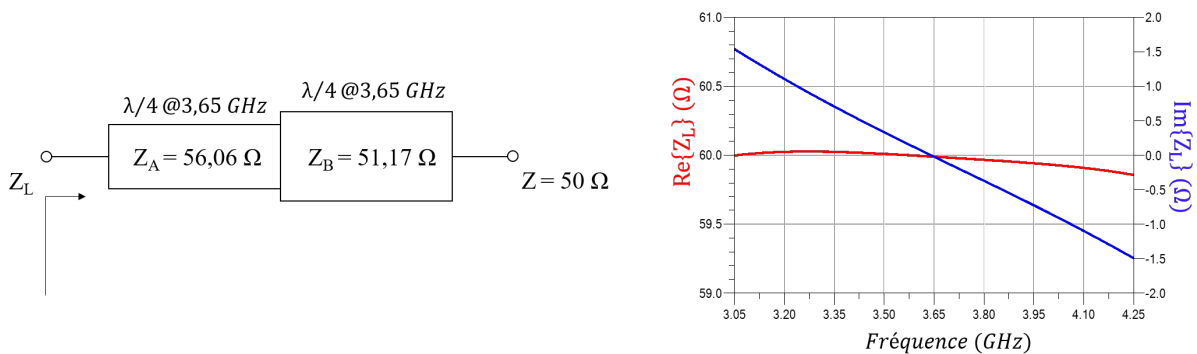 λ/4 @3,65 GHz
λ/4 @3,65 GHz
Z_A = 56,06 Ω
Z_B = 51,17 Ω
Z_L
Z = 50 Ω
61.0
60.5
60.0
59.5
59.0
Re{Z_L} (Ω)
2.0
1.5
1.0
0.5
0.0
-0.5
-1.0
-1.5
-2.0
Im{Z_L} (Ω)
3.05 3.20 3.35 3.50 3.65 3.80 3.95 4.10 4.25
Fréquence (GHz)